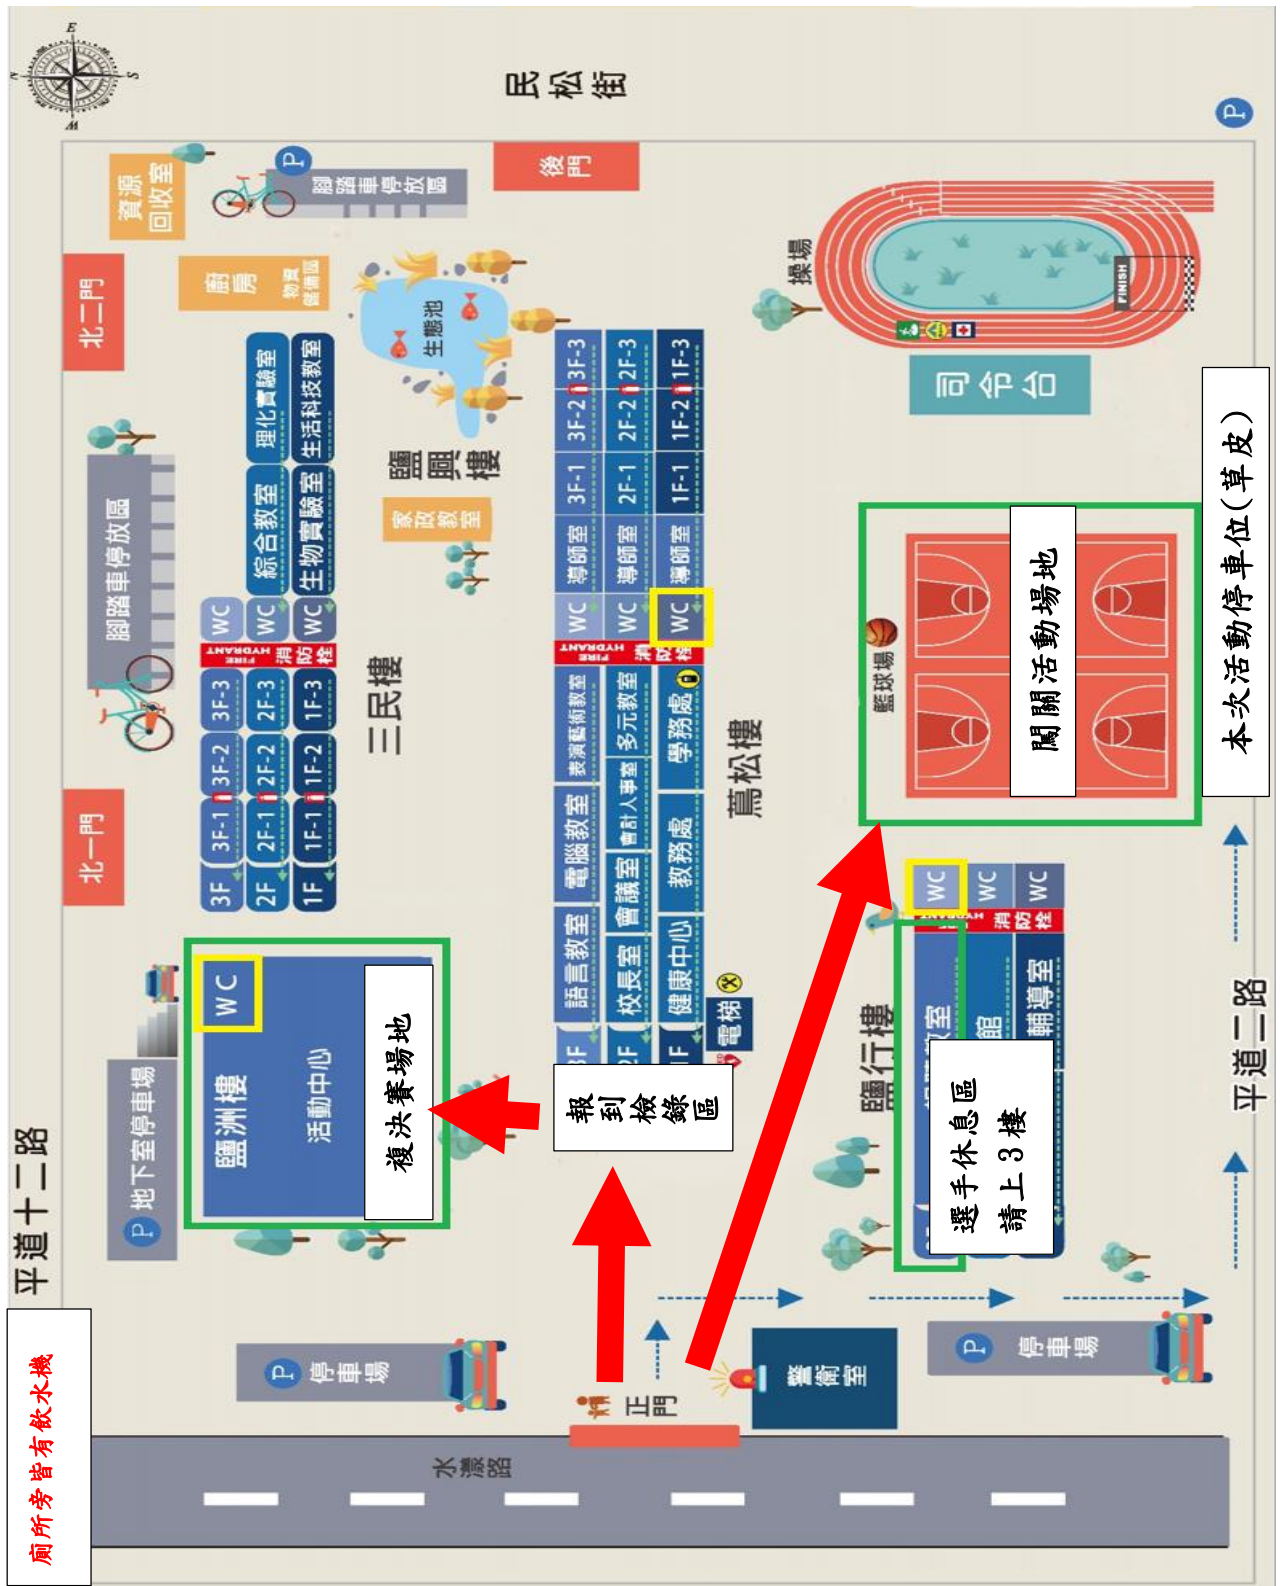 E
N
S
W
民松街
P
資源
回收室
P
腳踏車停放區
後門
北二門
廚房
物資
儲備區
生態池
操場
FINISH
司令台
理化實驗室
生活科技教室
綜合教室
生物實驗室
腳踏車停放區
鹽興樓
家政教室
3F-1
3F-2
3F-3
2F-1
2F-2
2F-3
1F-1
1F-2
1F-3
導師室
導師室
導師室
WC
WC
WC
FIRE
HYDRANT
消防栓
3F
3F-1
3F-2
3F-3
2F
2F-1
2F-2
2F-3
1F
1F-1
1F-2
1F-3
三民樓
北一門
WC
WC
WC
FIRE
HYDRANT
消防栓
語言教室
電腦教室
表演藝術教室
2F
校長室
會議室
會計人事室
多元教室
健康中心
教務處
學務處
電梯
蔦松樓
籃球場
闖關活動場地
本次活動停車位(草皮)
WC
WC
WC
消防栓
鹽行樓
輔導室
選手休息區
請上3樓
平道二路
WC
鹽洲樓
活動中心
複決賽場地
報到
檢錄
區
P
地下室停車場
平道十二路
P
停車場
正門
警衛室
P
停車場
水濂路
廁所旁皆有飲水機